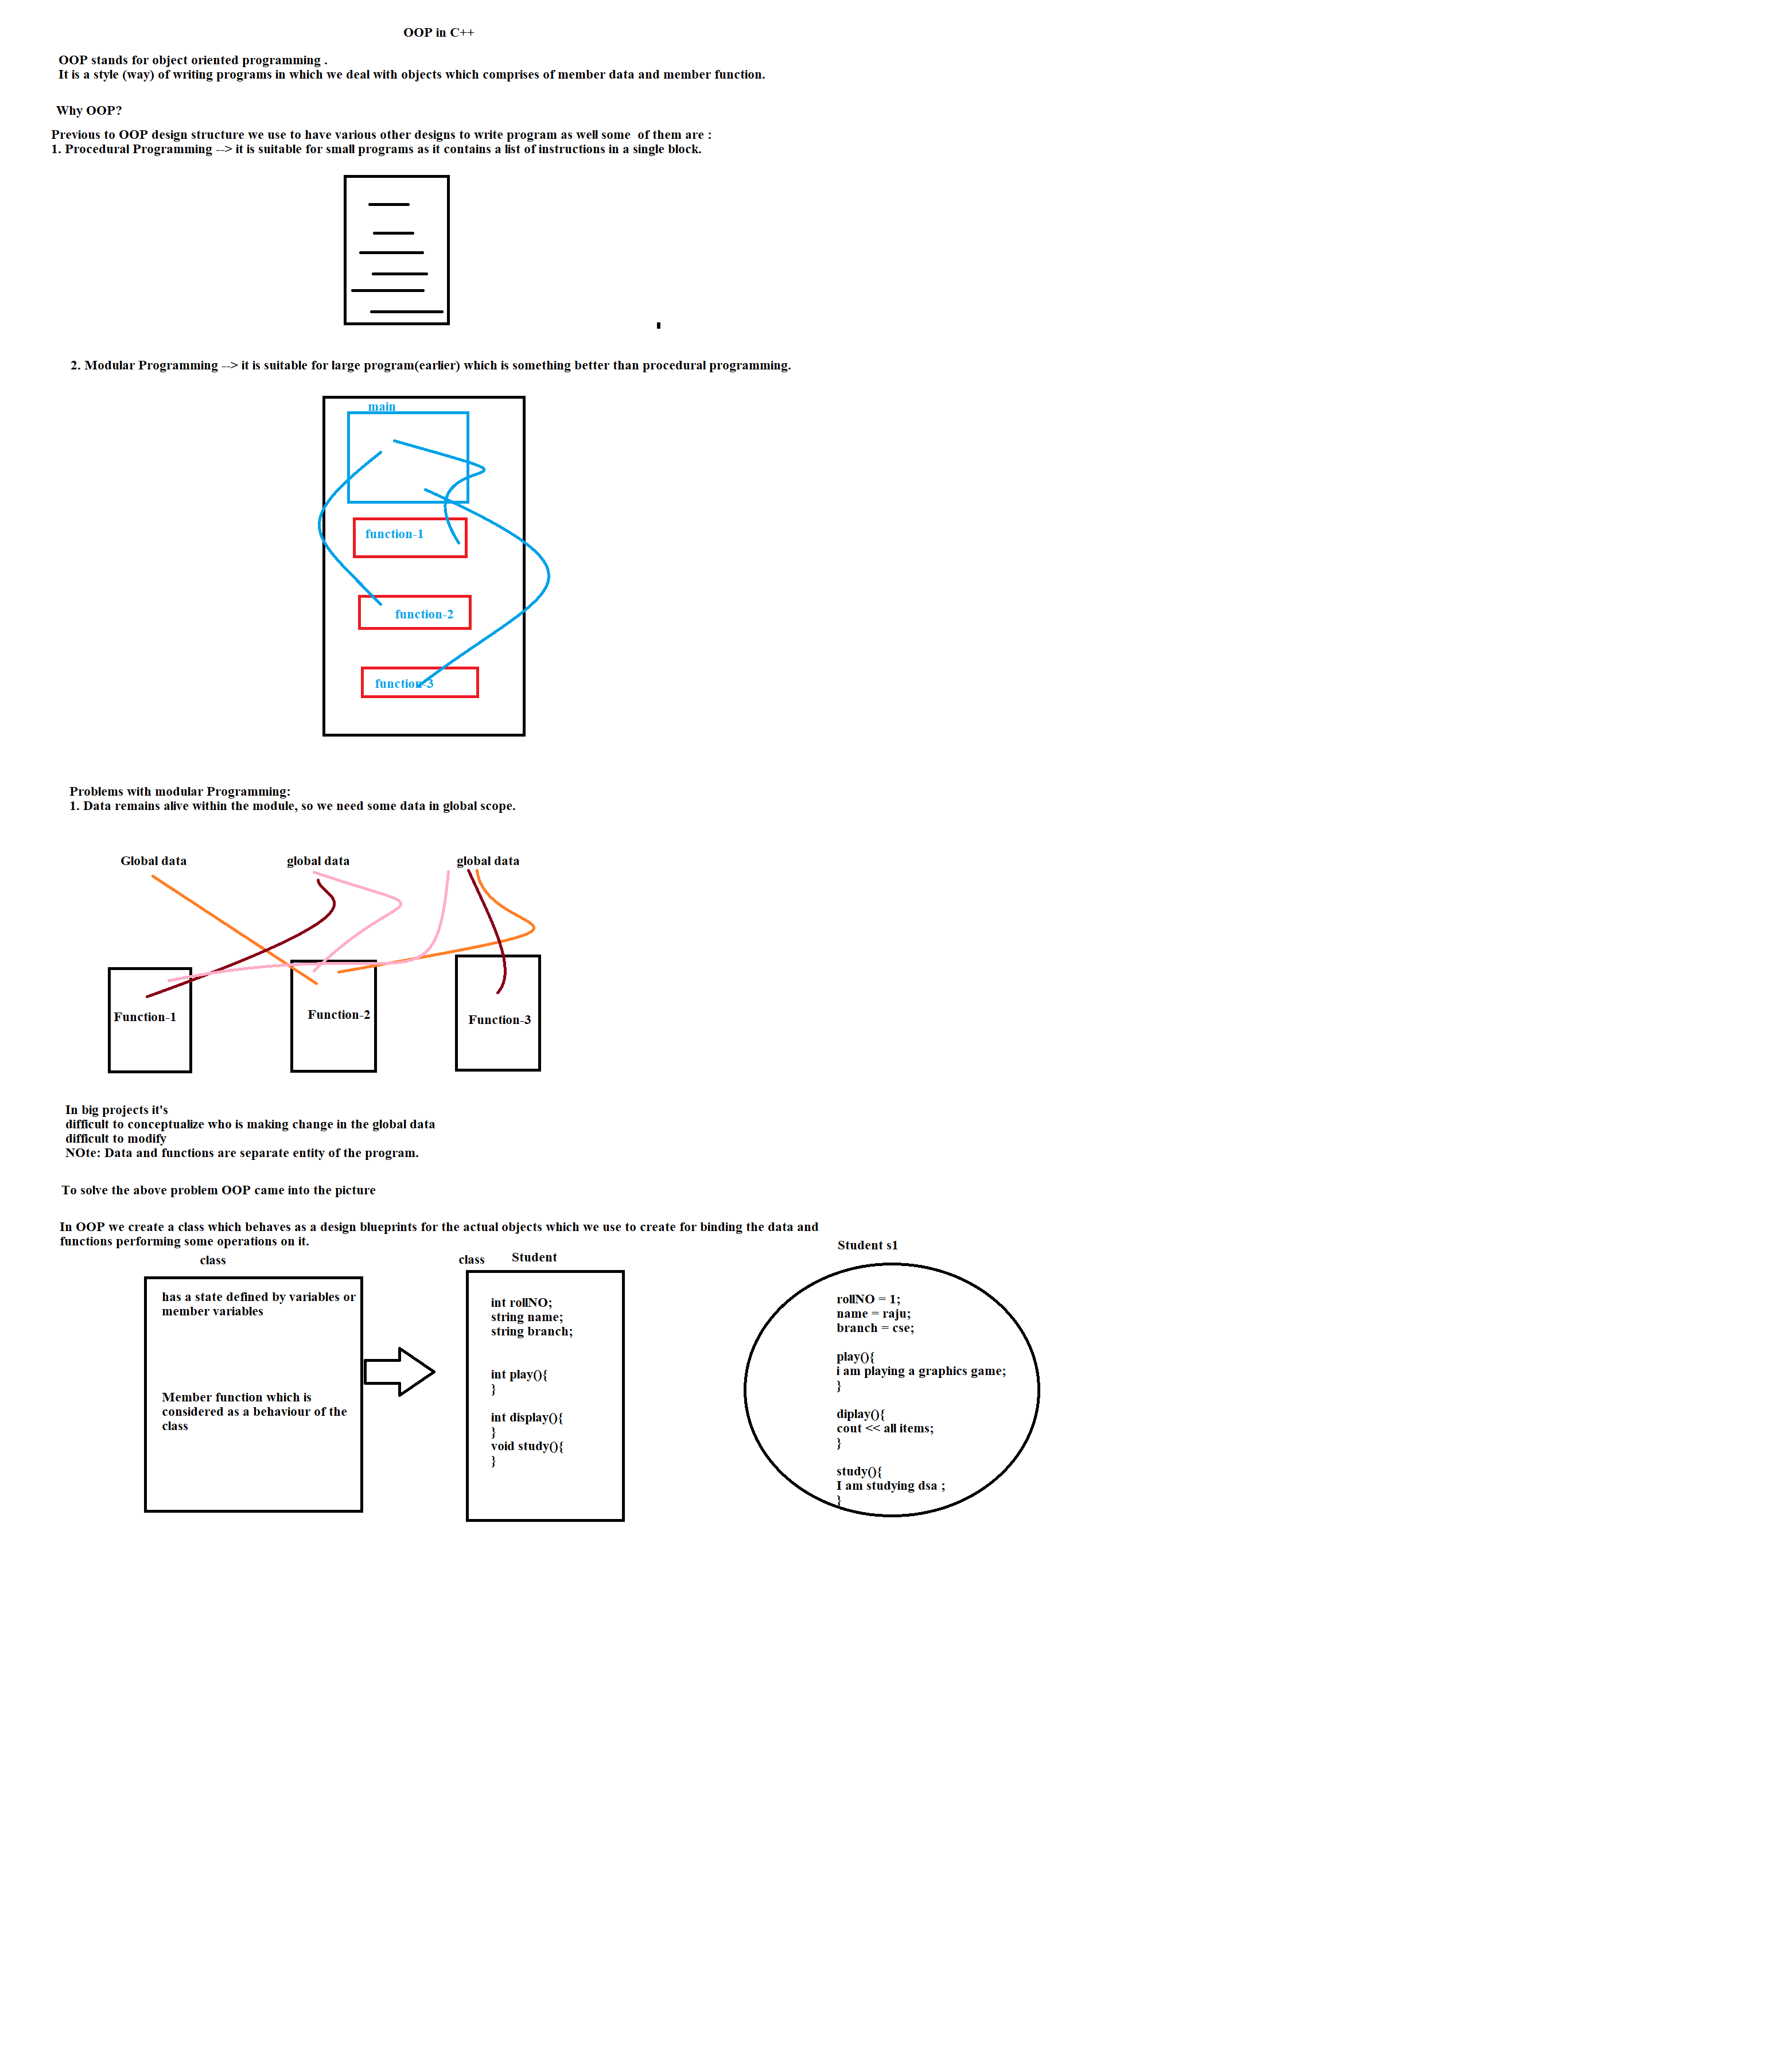 OOP in C++
OOP stands for object oriented programming .
It is a style (way) of writing programs in which we deal with objects which comprises of member data and member function.
Why OOP?
Previous to OOP design structure we use to have various other designs to write program as well some  of them are :
1. Procedural Programming --> it is suitable for small programs as it contains a list of instructions in a single block.
2. Modular Programming --> it is suitable for large program(earlier) which is something better than procedural programming.
main
function-1
function-2
function-3
Problems with modular Programming:
1. Data remains alive within the module, so we need some data in global scope.
Global data
global data
global data
Function-1
Function-2
Function-3
In big projects it's
difficult to conceptualize who is making change in the global data
difficult to modify
NOte: Data and functions are separate entity of the program.
To solve the above problem OOP came into the picture
In OOP we create a class which behaves as a design blueprints for the actual objects which we use to create for binding the data and
functions performing some operations on it.
class
has a state defined by variables or
member variables
Member function which is
considered as a behaviour of the
class
class Student
int rollNO;
string name;
string branch;
int play(){
}
int display(){
}
void study(){
}
Student s1
rollNO = 1;
name = raju;
branch = cse;
play(){
i am playing a graphics game;
}
diplay(){
cout << all items;
}
study(){
I am studying dsa ;
}